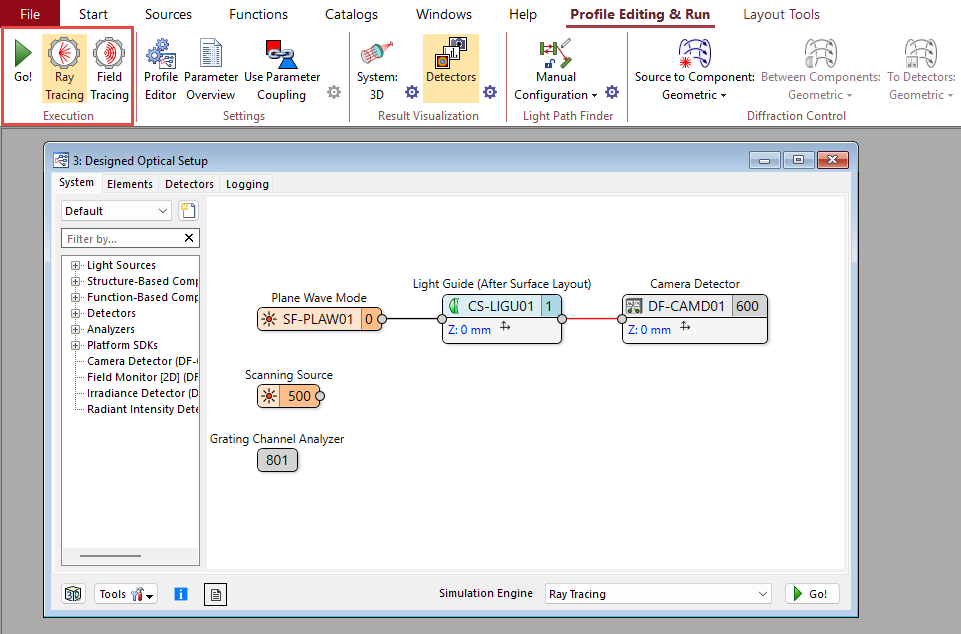 File Start Sources Functions Catalogs Windows Help Profile Editing & Run Layout Tools
Go! Ray Tracing Field Tracing
Execution
Profile Editor Parameter Overview Use Parameter Coupling
Settings
System: 3D Detectors
Result Visualization
Manual Configuration
Light Path Finder
Source to Component: Geometric Between Components: Geometric To Detectors: Geometric
Diffraction Control
3: Designed Optical Setup
System Elements Detectors Logging
Default
Filter by...
Light Sources
Structure-Based Comp
Function-Based Comp
Detectors
Analyzers
Platform SDKs
Camera Detector (DF-
Field Monitor [2D] (DF
Irradiance Detector (D
Radiant Intensity Dete
Plane Wave Mode
SF-PLAW01 0
Light Guide (After Surface Layout)
CS-LIGU01 1
Z: 0 mm
Camera Detector
DF-CAMD01 600
Z: 0 mm
Scanning Source
500
Grating Channel Analyzer
801
3D Tools Simulation Engine Ray Tracing Go!